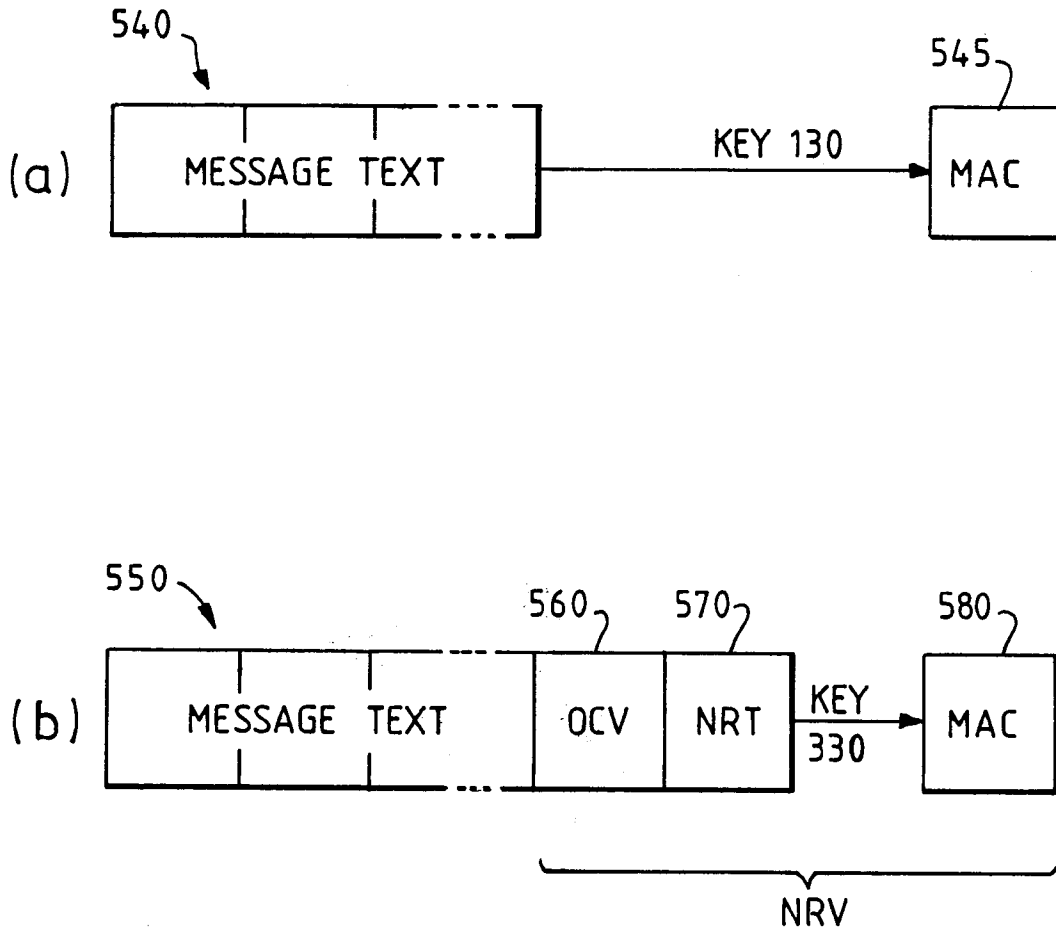 540
545
(a)
MESSAGE TEXT
KEY 130
MAC
550
560
570
580
(b)
MESSAGE TEXT
OCV
NRT
KEY
330
MAC
NRV